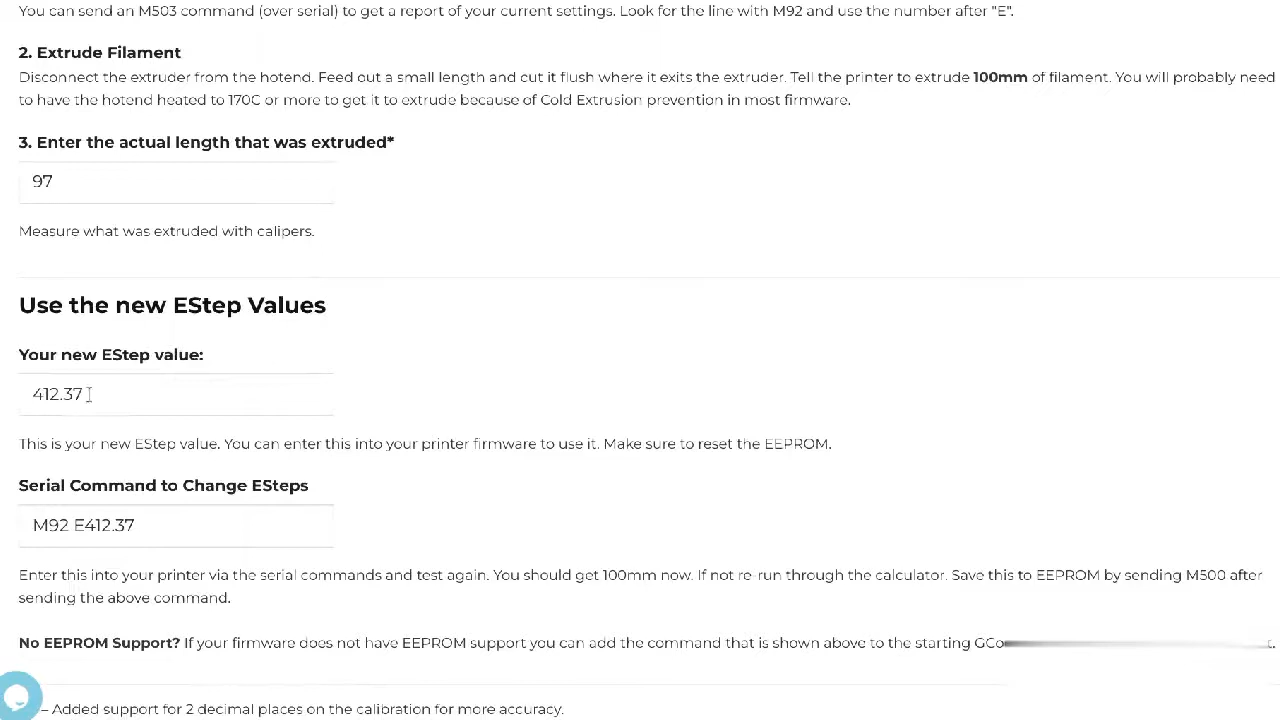 You can send an M503 command (over serial) to get a report of your current settings. Look for the line with M92 and use the number after "E".
2. Extrude Filament
Disconnect the extruder from the hotend. Feed out a small length and cut it flush where it exits the extruder. Tell the printer to extrude 100mm of filament. You will probably need
to have the hotend heated to 170C or more to get it to extrude because of Cold Extrusion prevention in most firmware.
3. Enter the actual length that was extruded*
97
Measure what was extruded with calipers.
Use the new EStep Values
Your new EStep value:
412.37
This is your new EStep value. You can enter this into your printer firmware to use it. Make sure to reset the EEPROM.
Serial Command to Change ESteps
M92 E412.37
Enter this into your printer via the serial commands and test again. You should get 100mm now. If not re-run through the calculator. Save this to EEPROM by sending M500 after
sending the above command.
No EEPROM Support? If your firmware does not have EEPROM support you can add the command that is shown above to the starting
– Added support for 2 decimal places on the calibration for more accuracy.